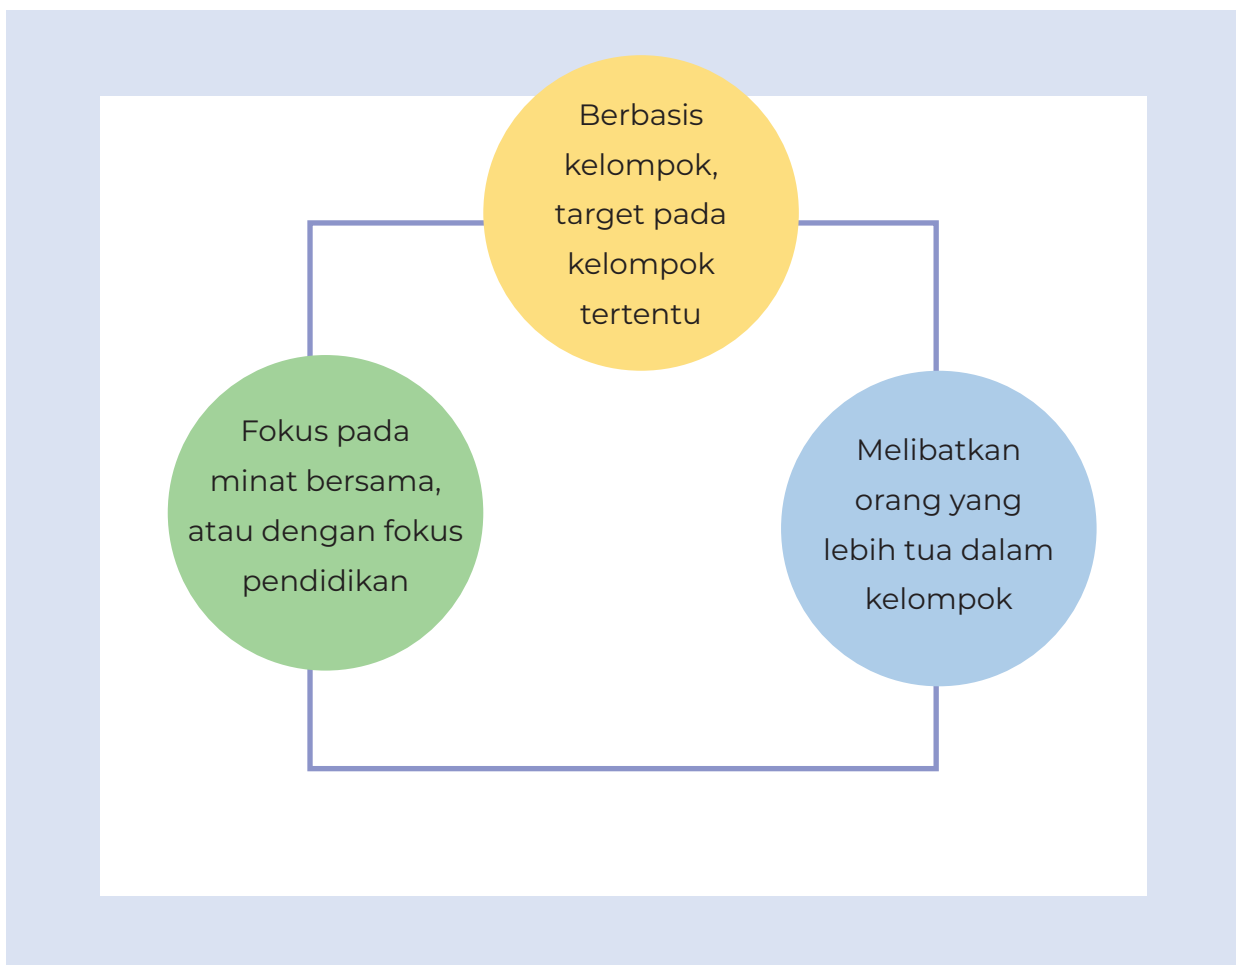 Berbasis
kelompok,
target pada
kelompok
tertentu
Fokus pada
minat bersama,
atau dengan fokus
pendidikan
Melibatkan
orang yang
lebih tua dalam
kelompok